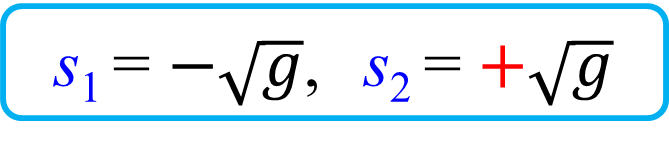 s₁ = −√g, s₂ = +√g